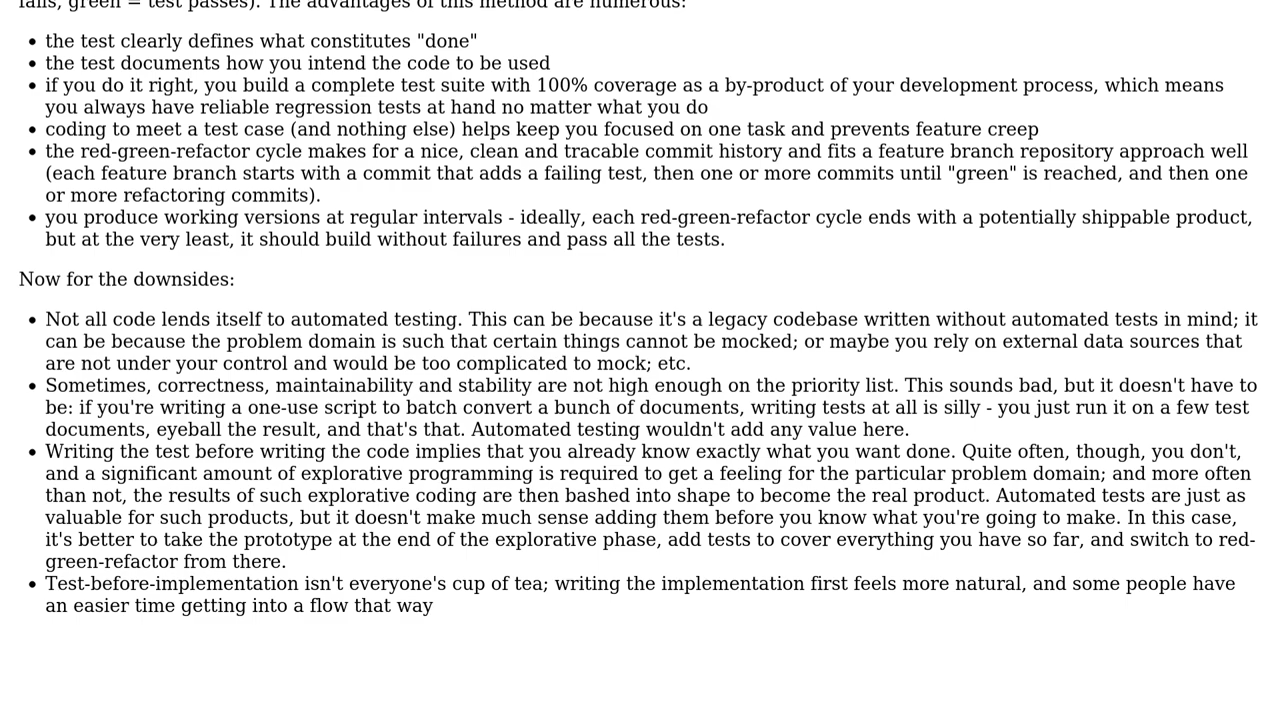 fails, green = test passes). The advantages of this method are numerous:
the test clearly defines what constitutes "done"
the test documents how you intend the code to be used
if you do it right, you build a complete test suite with 100% coverage as a by-product of your development process, which means
you always have reliable regression tests at hand no matter what you do
coding to meet a test case (and nothing else) helps keep you focused on one task and prevents feature creep
the red-green-refactor cycle makes for a nice, clean and tracable commit history and fits a feature branch repository approach well
(each feature branch starts with a commit that adds a failing test, then one or more commits until "green" is reached, and then one
or more refactoring commits).
you produce working versions at regular intervals - ideally, each red-green-refactor cycle ends with a potentially shippable product,
but at the very least, it should build without failures and pass all the tests.
Now for the downsides:
Not all code lends itself to automated testing. This can be because it's a legacy codebase written without automated tests in mind; it
can be because the problem domain is such that certain things cannot be mocked; or maybe you rely on external data sources that
are not under your control and would be too complicated to mock; etc.
Sometimes, correctness, maintainability and stability are not high enough on the priority list. This sounds bad, but it doesn't have to
be: if you're writing a one-use script to batch convert a bunch of documents, writing tests at all is silly - you just run it on a few test
documents, eyeball the result, and that's that. Automated testing wouldn't add any value here.
Writing the test before writing the code implies that you already know exactly what you want done. Quite often, though, you don't,
and a significant amount of explorative programming is required to get a feeling for the particular problem domain; and more often
than not, the results of such explorative coding are then bashed into shape to become the real product. Automated tests are just as
valuable for such products, but it doesn't make much sense adding them before you know what you're going to make. In this case,
it's better to take the prototype at the end of the explorative phase, add tests to cover everything you have so far, and switch to red-
green-refactor from there.
Test-before-implementation isn't everyone's cup of tea; writing the implementation first feels more natural, and some people have
an easier time getting into a flow that way